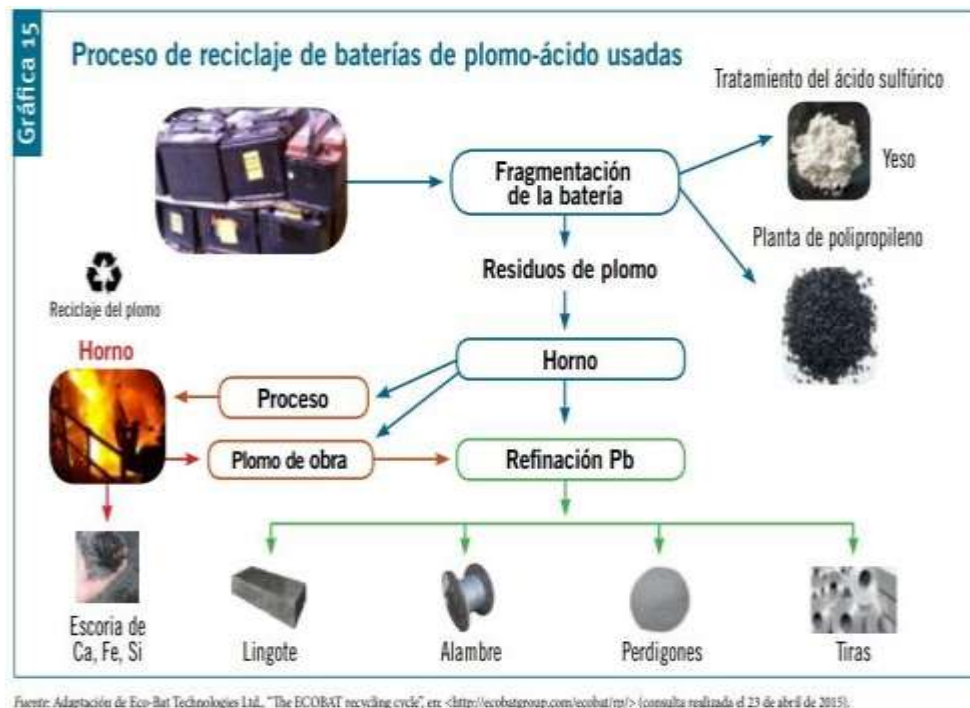 Gráfica 15
Proceso de reciclaje de baterías de plomo-ácido usadas
Tratamiento del ácido sulfúrico
Yeso
Fragmentación
de la batería
Planta de polipropileno
Residuos de plomo
Reciclaje del plomo
Horno
Horno
Proceso
Plomo de obra
Refinación Pb
Escoria de
Ca, Fe, Si
Lingote
Alambre
Perdigones
Tiras
Fuente: Adaptación de Eco-Bat Technologies Ltd., "The ECOBAT recycling cycle", en: <http://ecobatgroup.com/ecobat/rp/> (consulta realizada el 23 de abril de 2015).